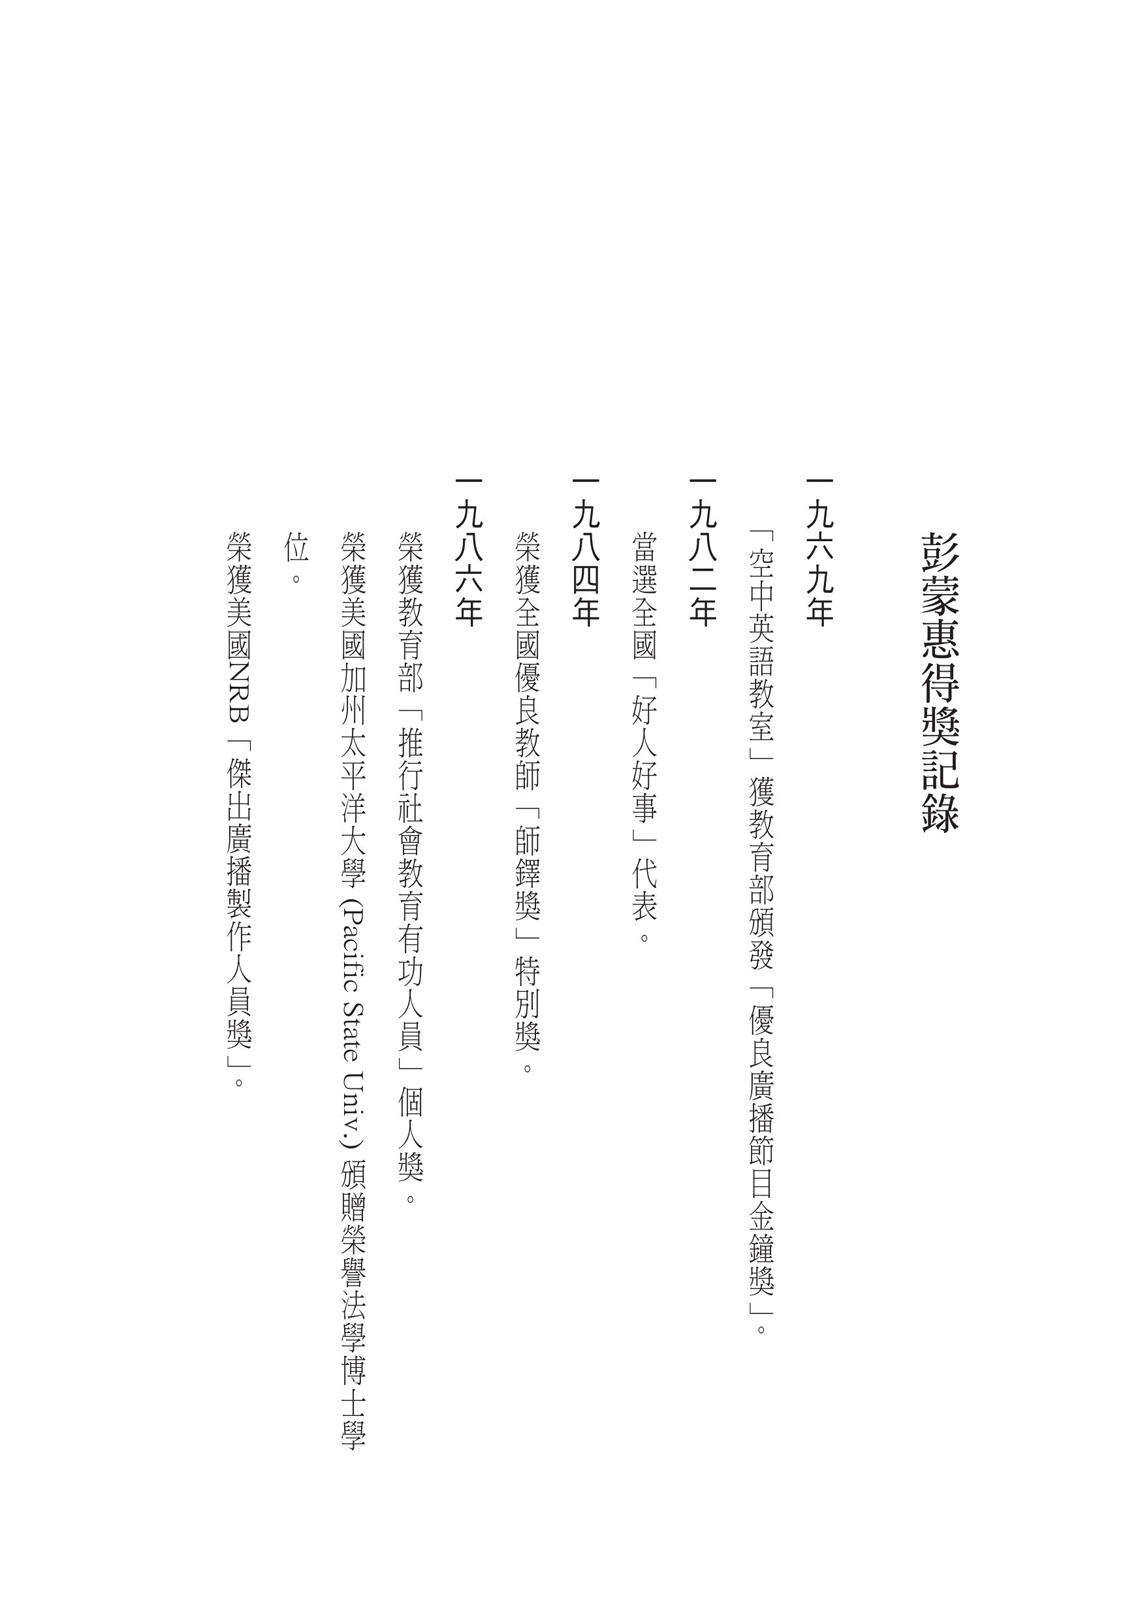 彭蒙惠得獎記錄
一九六九年
「空中英語教室」獲教育部頒發「優良廣播節目金鐘獎」。
一九八二年
當選全國「好人好事」代表。
一九八四年
榮獲全國優良教師「師鐸獎」特別獎。
一九八六年
榮獲教育部「推行社會教育有功人員」個人獎。
榮獲美國加州太平洋大學 (Pacific State Univ.) 頒贈榮譽法學博士學
位。
榮獲美國NRB「傑出廣播製作人員獎」。